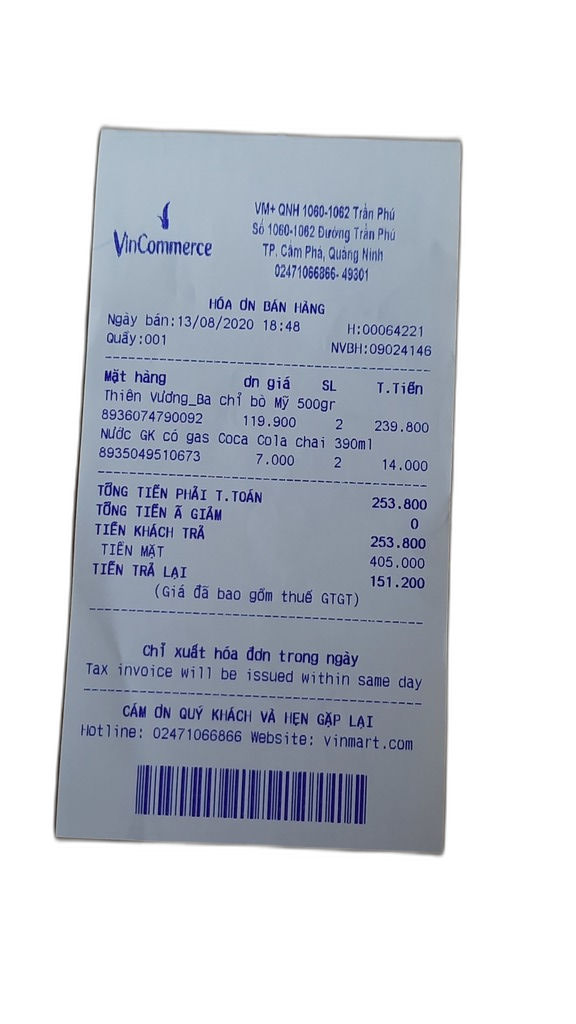 VinCommerce
VM+ QNH 1060-1062 Trần Phú
Số 1060-1062 Đường Trần Phú
TP. Cẩm Phả, Quảng Ninh
02471066866- 49301
HÓA ƠN BÁN HÀNG
Ngày bán:13/08/2020 18:48 H:00064221
Quầy:001 NVBH:09024146
Mặt hàng ơn giá SL T.Tiền
Thiên Vương_Ba chỉ bò Mỹ 500gr
8936074790092 119.900 2 239.800
Nước GK có gas Coca Cola chai 390ml
8935049510673 7.000 2 14.000
TỔNG TIỀN PHẢI T.TOÁN 253.800
TỔNG TIỀN Ã GIẢM 0
TIỀN KHÁCH TRẢ 253.800
TIỀN MẶT 405.000
TIỀN TRẢ LẠI 151.200
(Giá đã bao gồm thuế GTGT)
Chỉ xuất hóa đơn trong ngày
Tax invoice will be issued within same day
CẢM ƠN QUÝ KHÁCH VÀ HẸN GẶP LẠI
Hotline: 02471066866 Website: vinmart.com